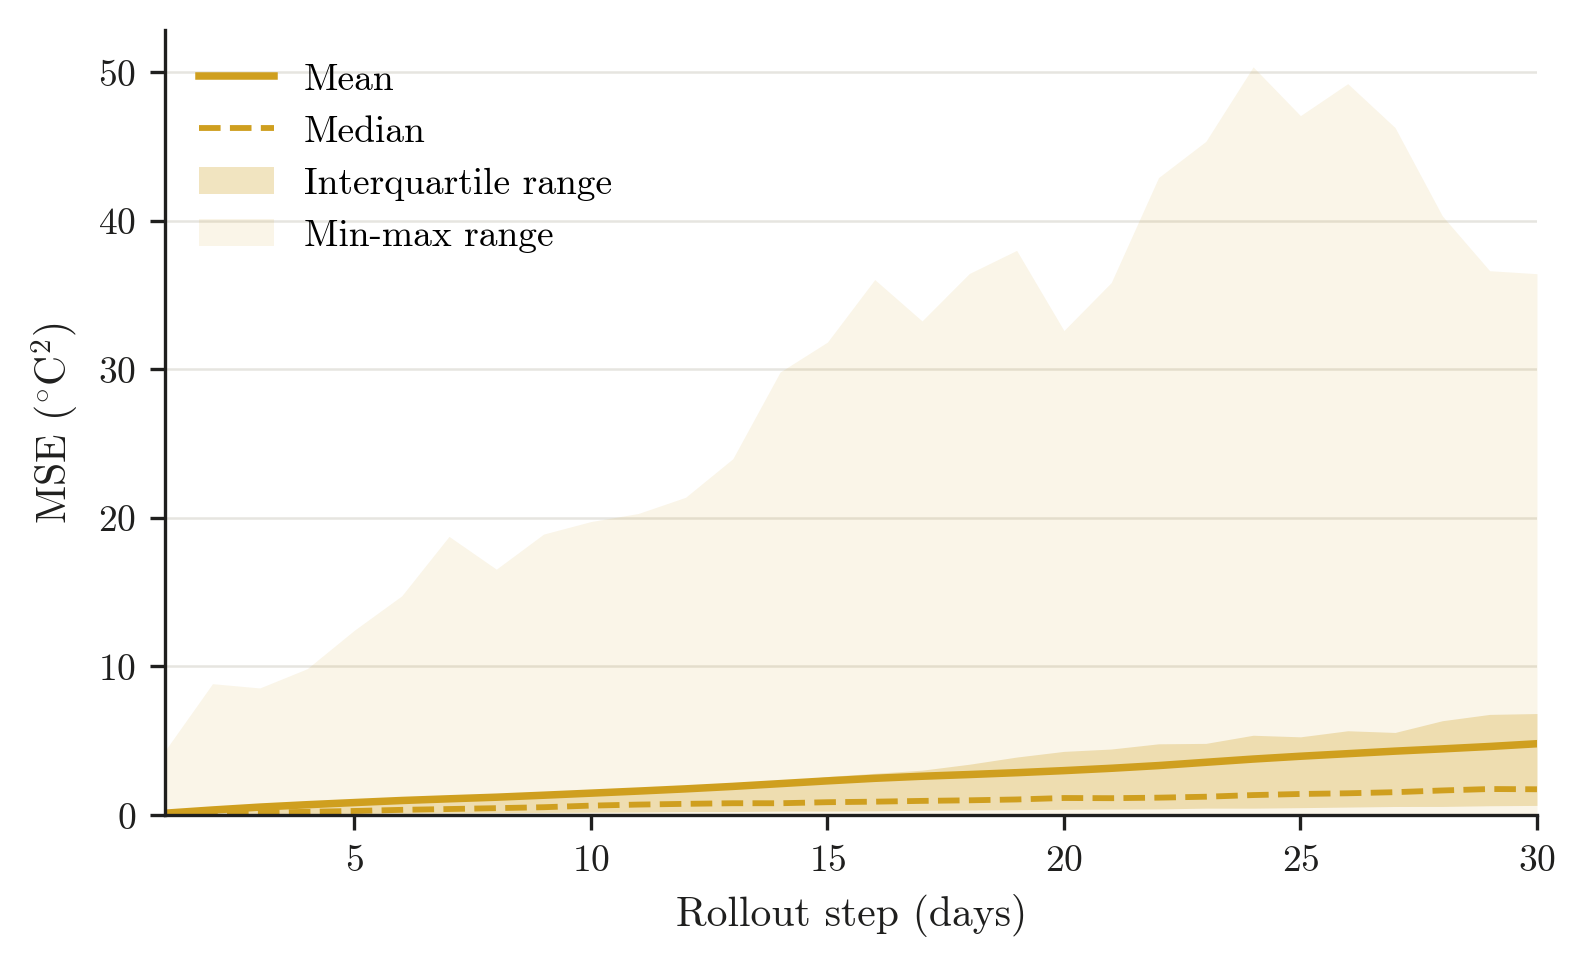 50
40
30
20
10
0
MSE (°C²)
Mean
Median
Interquartile range
Min-max range
5 10 15 20 25 30
Rollout step (days)